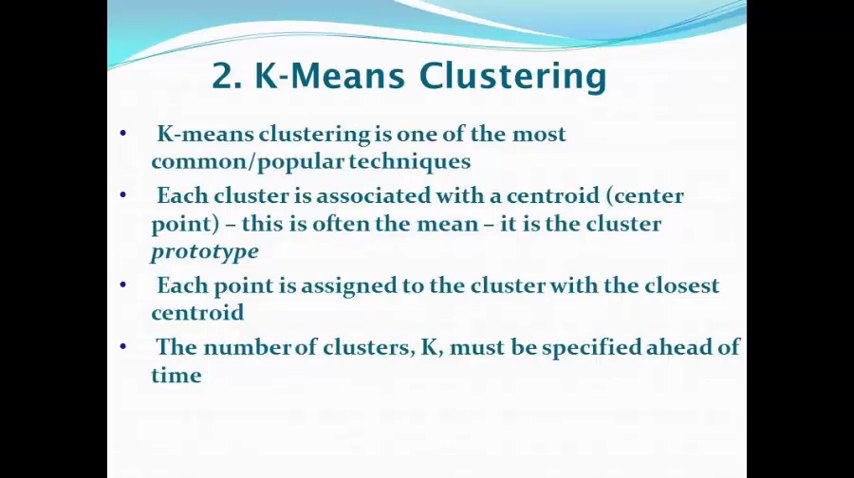 2. K-Means Clustering
• K-means clustering is one of the most
common/popular techniques
• Each cluster is associated with a centroid (center
point) – this is often the mean – it is the cluster
prototype
• Each point is assigned to the cluster with the closest
centroid
• The number of clusters, K, must be specified ahead of
time